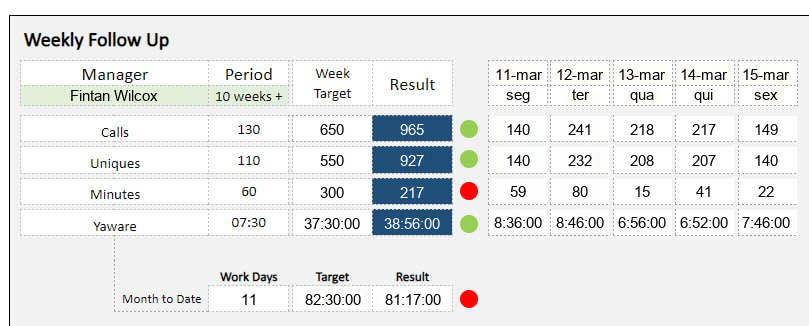 Weekly Follow Up
Manager Period Week Target Result 11-mar 12-mar 13-mar 14-mar 15-mar
Fintan Wilcox 10 weeks + seg ter qua qui sex
Calls 130 650 965 140 241 218 217 149
Uniques 110 550 927 140 232 208 207 140
Minutes 60 300 217 59 80 15 41 22
Yaware 07:30 37:30:00 38:56:00 8:36:00 8:46:00 6:56:00 6:52:00 7:46:00
Work Days Target Result
Month to Date 11 82:30:00 81:17:00